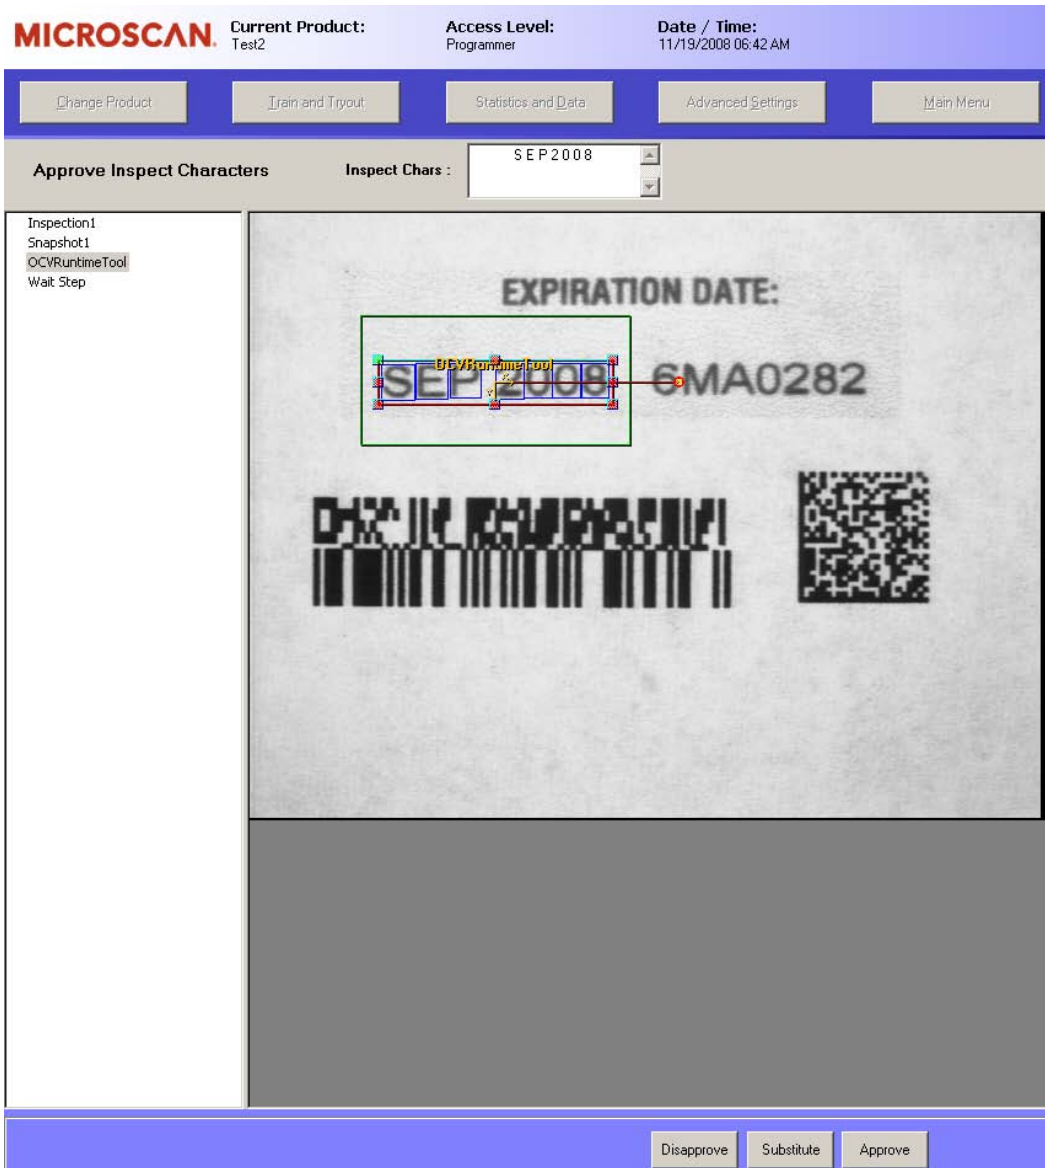 MICROSCAN.
Current Product: Access Level: Date / Time:
Test2 Programmer 11/19/2008 06:42 AM
Change Product Train and Tryout Statistics and Data Advanced Settings Main Menu
Approve Inspect Characters Inspect Chars : SEP2008
Inspection1
Snapshot1
OCVRuntimeTool
Wait Step
EXPIRATION DATE:
OCVRuntimeTool
SEP 2008 6MA0282
Disapprove Substitute Approve